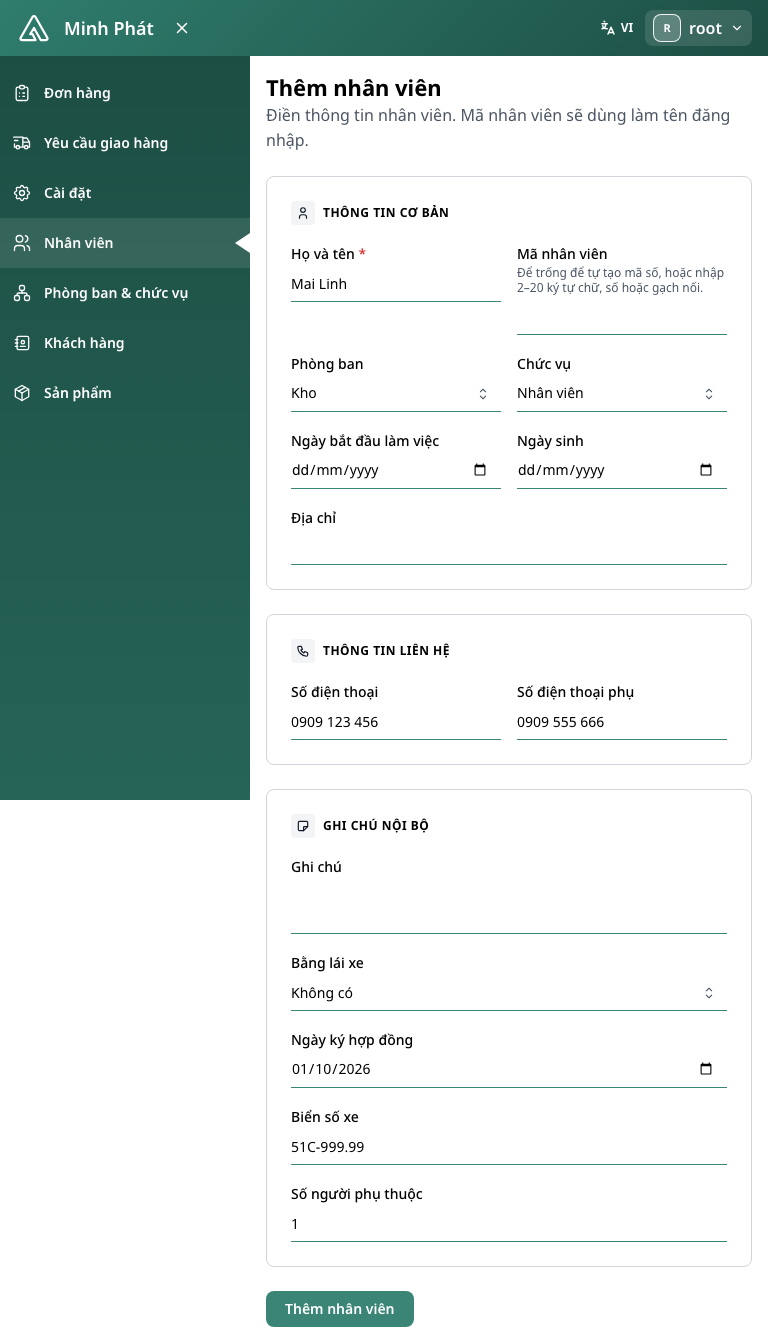 Minh Phát
VI
R
root
Đơn hàng
Yêu cầu giao hàng
Cài đặt
Nhân viên
Phòng ban & chức vụ
Khách hàng
Sản phẩm
Thêm nhân viên
Điền thông tin nhân viên. Mã nhân viên sẽ dùng làm tên đăng
nhập.
THÔNG TIN CƠ BẢN
Họ và tên *
Mai Linh
Mã nhân viên
Để trống để tự tạo mã số, hoặc nhập
2–20 ký tự chữ, số hoặc gạch nối.
Phòng ban
Kho
Chức vụ
Nhân viên
Ngày bắt đầu làm việc
dd/mm/yyyy
Ngày sinh
dd/mm/yyyy
Địa chỉ
THÔNG TIN LIÊN HỆ
Số điện thoại
0909 123 456
Số điện thoại phụ
0909 555 666
GHI CHÚ NỘI BỘ
Ghi chú
Bằng lái xe
Không có
Ngày ký hợp đồng
01/10/2026
Biển số xe
51C-999.99
Số người phụ thuộc
1
Thêm nhân viên